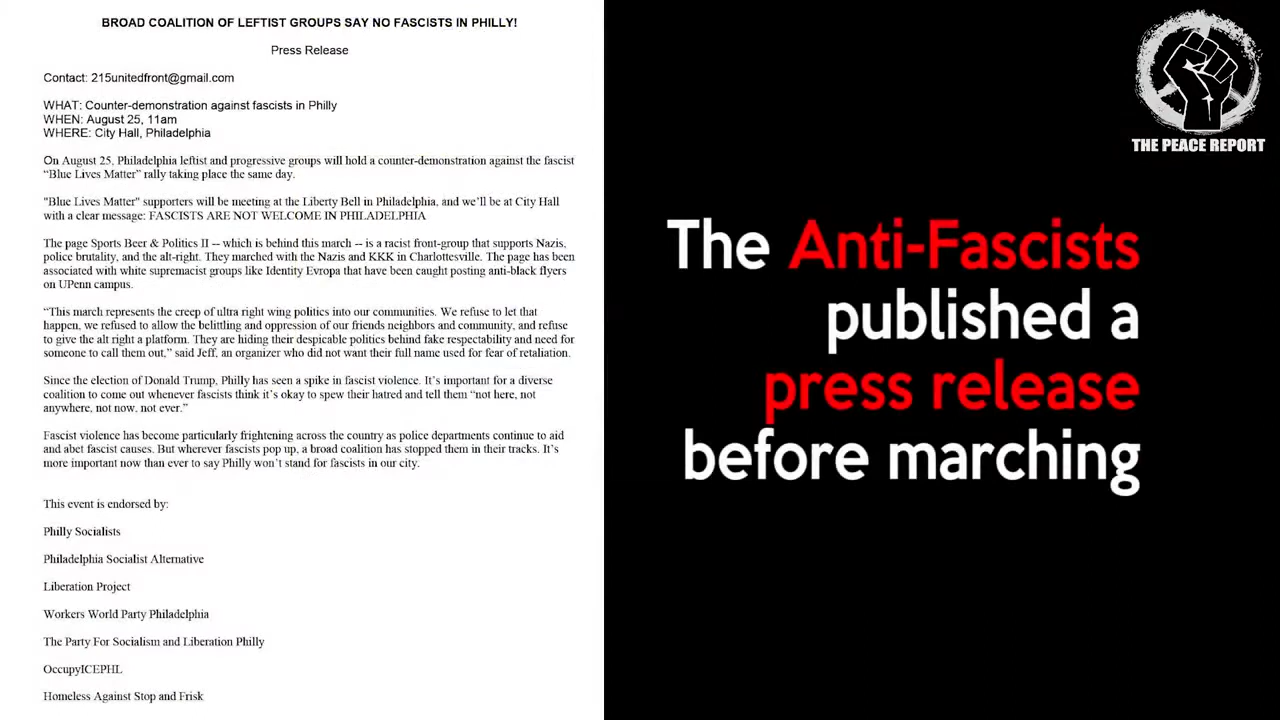 BROAD COALITION OF LEFTIST GROUPS SAY NO FASCISTS IN PHILLY!
Press Release
Contact: 215unitedfront@gmail.com
WHAT: Counter-demonstration against fascists in Philly
WHEN: August 25, 11am
WHERE: City Hall, Philadelphia
On August 25, Philadelphia leftist and progressive groups will hold a counter-demonstration against the fascist
“Blue Lives Matter” rally taking place the same day.
"Blue Lives Matter" supporters will be meeting at the Liberty Bell in Philadelphia, and we’ll be at City Hall
with a clear message: FASCISTS ARE NOT WELCOME IN PHILADELPHIA
The page Sports Beer & Politics II -- which is behind this march -- is a racist front-group that supports Nazis,
police brutality, and the alt-right. They marched with the Nazis and KKK in Charlottesville. The page has been
associated with white supremacist groups like Identity Evropa that have been caught posting anti-black flyers
on UPenn campus.
“This march represents the creep of ultra right wing politics into our communities. We refuse to let that
happen, we refused to allow the belittling and oppression of our friends neighbors and community, and refuse
to give the alt right a platform. They are hiding their despicable politics behind fake respectability and need for
someone to call them out,” said Jeff, an organizer who did not want their full name used for fear of retaliation.
Since the election of Donald Trump, Philly has seen a spike in fascist violence. It’s important for a diverse
coalition to come out whenever fascists think it’s okay to spew their hatred and tell them “not here, not
anywhere, not now, not ever.”
Fascist violence has become particularly frightening across the country as police departments continue to aid
and abet fascist causes. But wherever fascists pop up, a broad coalition has stopped them in their tracks. It’s
more important now than ever to say Philly won’t stand for fascists in our city.
This event is endorsed by:
Philly Socialists
Philadelphia Socialist Alternative
Liberation Project
Workers World Party Philadelphia
The Party For Socialism and Liberation Philly
OccupyICEPHL
Homeless Against Stop and Frisk
THE PEACE REPORT
The Anti-Fascists
published a
press release
before marching